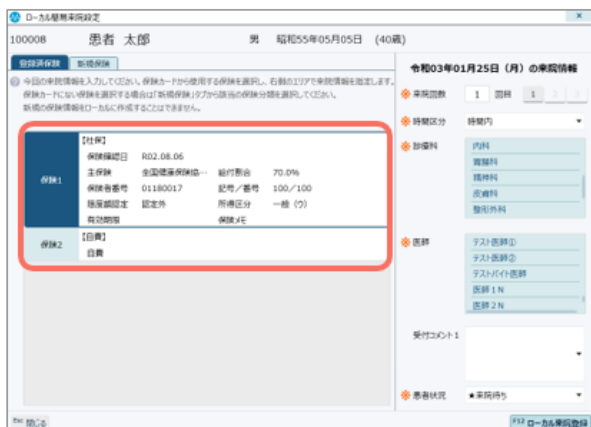 ローカル簡易来院設定
100008 患者 太郎 男 昭和55年05月05日 (40歳)
登録済保険 新規保険
今回の来院情報を入力してください。保険カードから使用する保険を選択し、右側のエリアで来院情報を指定します。
保険カードにない保険を選択する場合は「新規保険」タブから該当の保険分類を選択してください。
新規の保険情報をローカルに作成することはできません。
保険1
【社保】
保険確認日 R02.08.06
主保険 全国健康保険協… 給付割合 70.0%
保険者番号 01180017 記号/番号 100/100
限度額認定 認定外 所得区分 一般 (ウ)
有効期限 保険メモ
保険2
【自費】
自費
令和03年01月25日 (月) の来院情報
来院回数 1 回目 1 2 3
時間区分 時間内
診療科 内科
胃腸科
精神科
皮膚科
整形外科
医師 テスト医師①
テスト医師②
テストバイト医師
医師1N
医師2N
受付コメント1
患者状況 ★来院待ち
Esc 閉じる
F12 ローカル来院登録